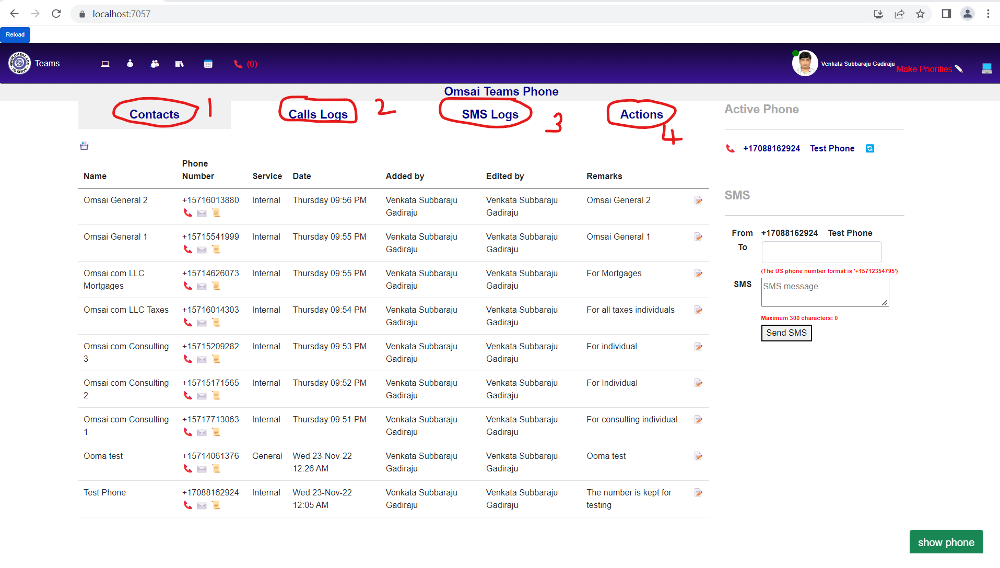 localhost:7057
Reload
WWW.OMSAI.COM
TO SERVE
Teams
(0)
Venkata Subbaraju Gadiraju
Make Priorities
Omsai Teams Phone
Contacts 1 Calls Logs 2 SMS Logs 3 Actions 4
Active Phone
+17088162924 Test Phone
Name Phone Number Service Date Added by Edited by Remarks
Omsai General 2 +15716013880 Internal Thursday 09:56 PM Venkata Subbaraju Gadiraju Venkata Subbaraju Gadiraju Omsai General 2
Omsai General 1 +15715541999 Internal Thursday 09:55 PM Venkata Subbaraju Gadiraju Venkata Subbaraju Gadiraju Omsai General 1
Omsai com LLC Mortgages +15714626073 Internal Thursday 09:55 PM Venkata Subbaraju Gadiraju Venkata Subbaraju Gadiraju For Mortgages
Omsai com LLC Taxes +15716014303 Internal Thursday 09:54 PM Venkata Subbaraju Gadiraju Venkata Subbaraju Gadiraju For all taxes individuals
Omsai com Consulting 3 +15715209282 Internal Thursday 09:53 PM Venkata Subbaraju Gadiraju Venkata Subbaraju Gadiraju For individual
Omsai com Consulting 2 +15715171565 Internal Thursday 09:52 PM Venkata Subbaraju Gadiraju Venkata Subbaraju Gadiraju For Individual
Omsai com Consulting 1 +15717713063 Internal Thursday 09:51 PM Venkata Subbaraju Gadiraju Venkata Subbaraju Gadiraju For consulting individual
Ooma test +15714061376 General Wed 23-Nov-22 12:26 AM Venkata Subbaraju Gadiraju Venkata Subbaraju Gadiraju Ooma test
Test Phone +17088162924 Internal Wed 23-Nov-22 12:05 AM Venkata Subbaraju Gadiraju Venkata Subbaraju Gadiraju The number is kept for testing
SMS
From +17088162924 Test Phone
To
(The US phone number format is '+15712354795')
SMS SMS message
Maximum 300 characters: 0
Send SMS
show phone